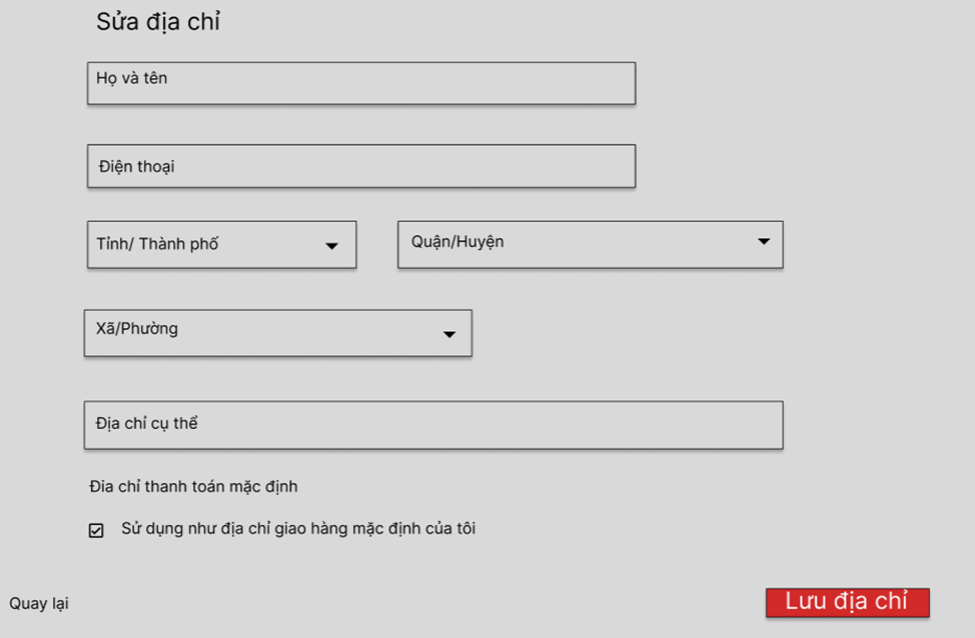 Sửa địa chỉ
Họ và tên
Điện thoại
Tỉnh/ Thành phố
Quận/Huyện
Xã/Phường
Địa chỉ cụ thể
Đia chỉ thanh toán mặc định
Sử dụng như địa chỉ giao hàng mặc định của tôi
Quay lại
Lưu địa chỉ